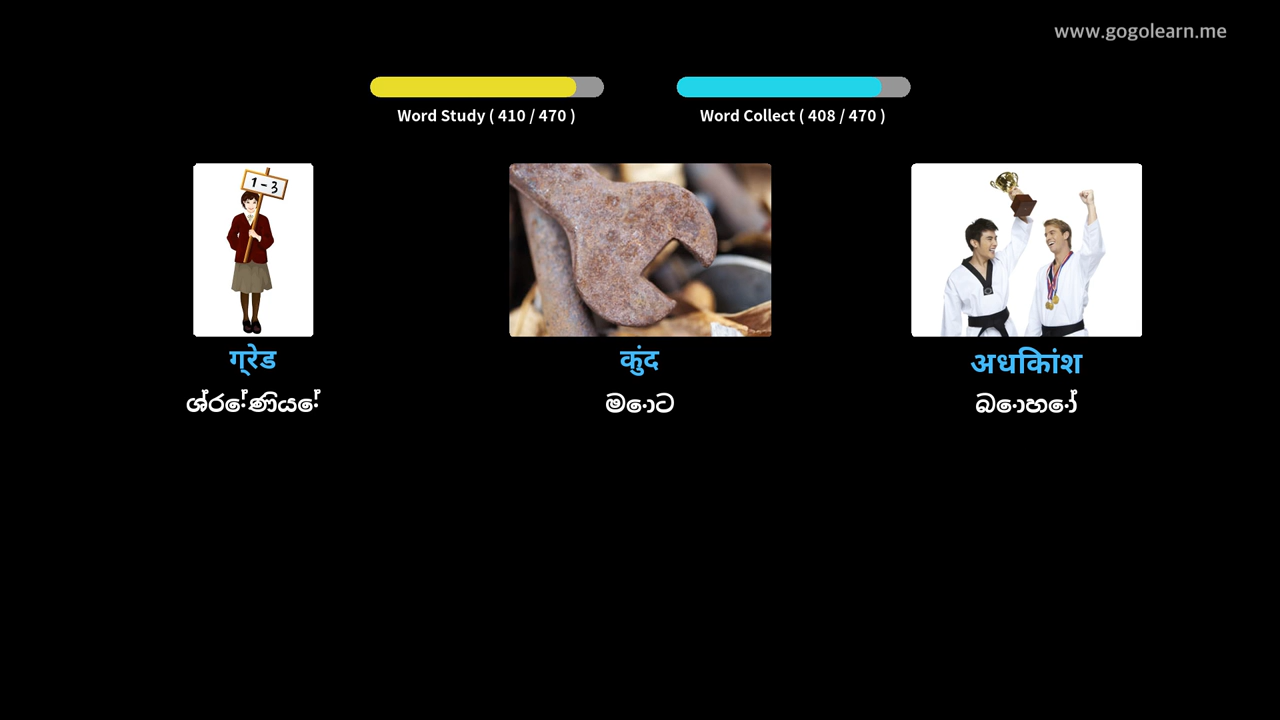 www.gogolearn.me
Word Study ( 410 / 470 )
Word Collect ( 408 / 470 )
1 - 3
ग्रेड
कुंद
अधिकांश
ශ්රේණියේ
මොට
බොහෝ